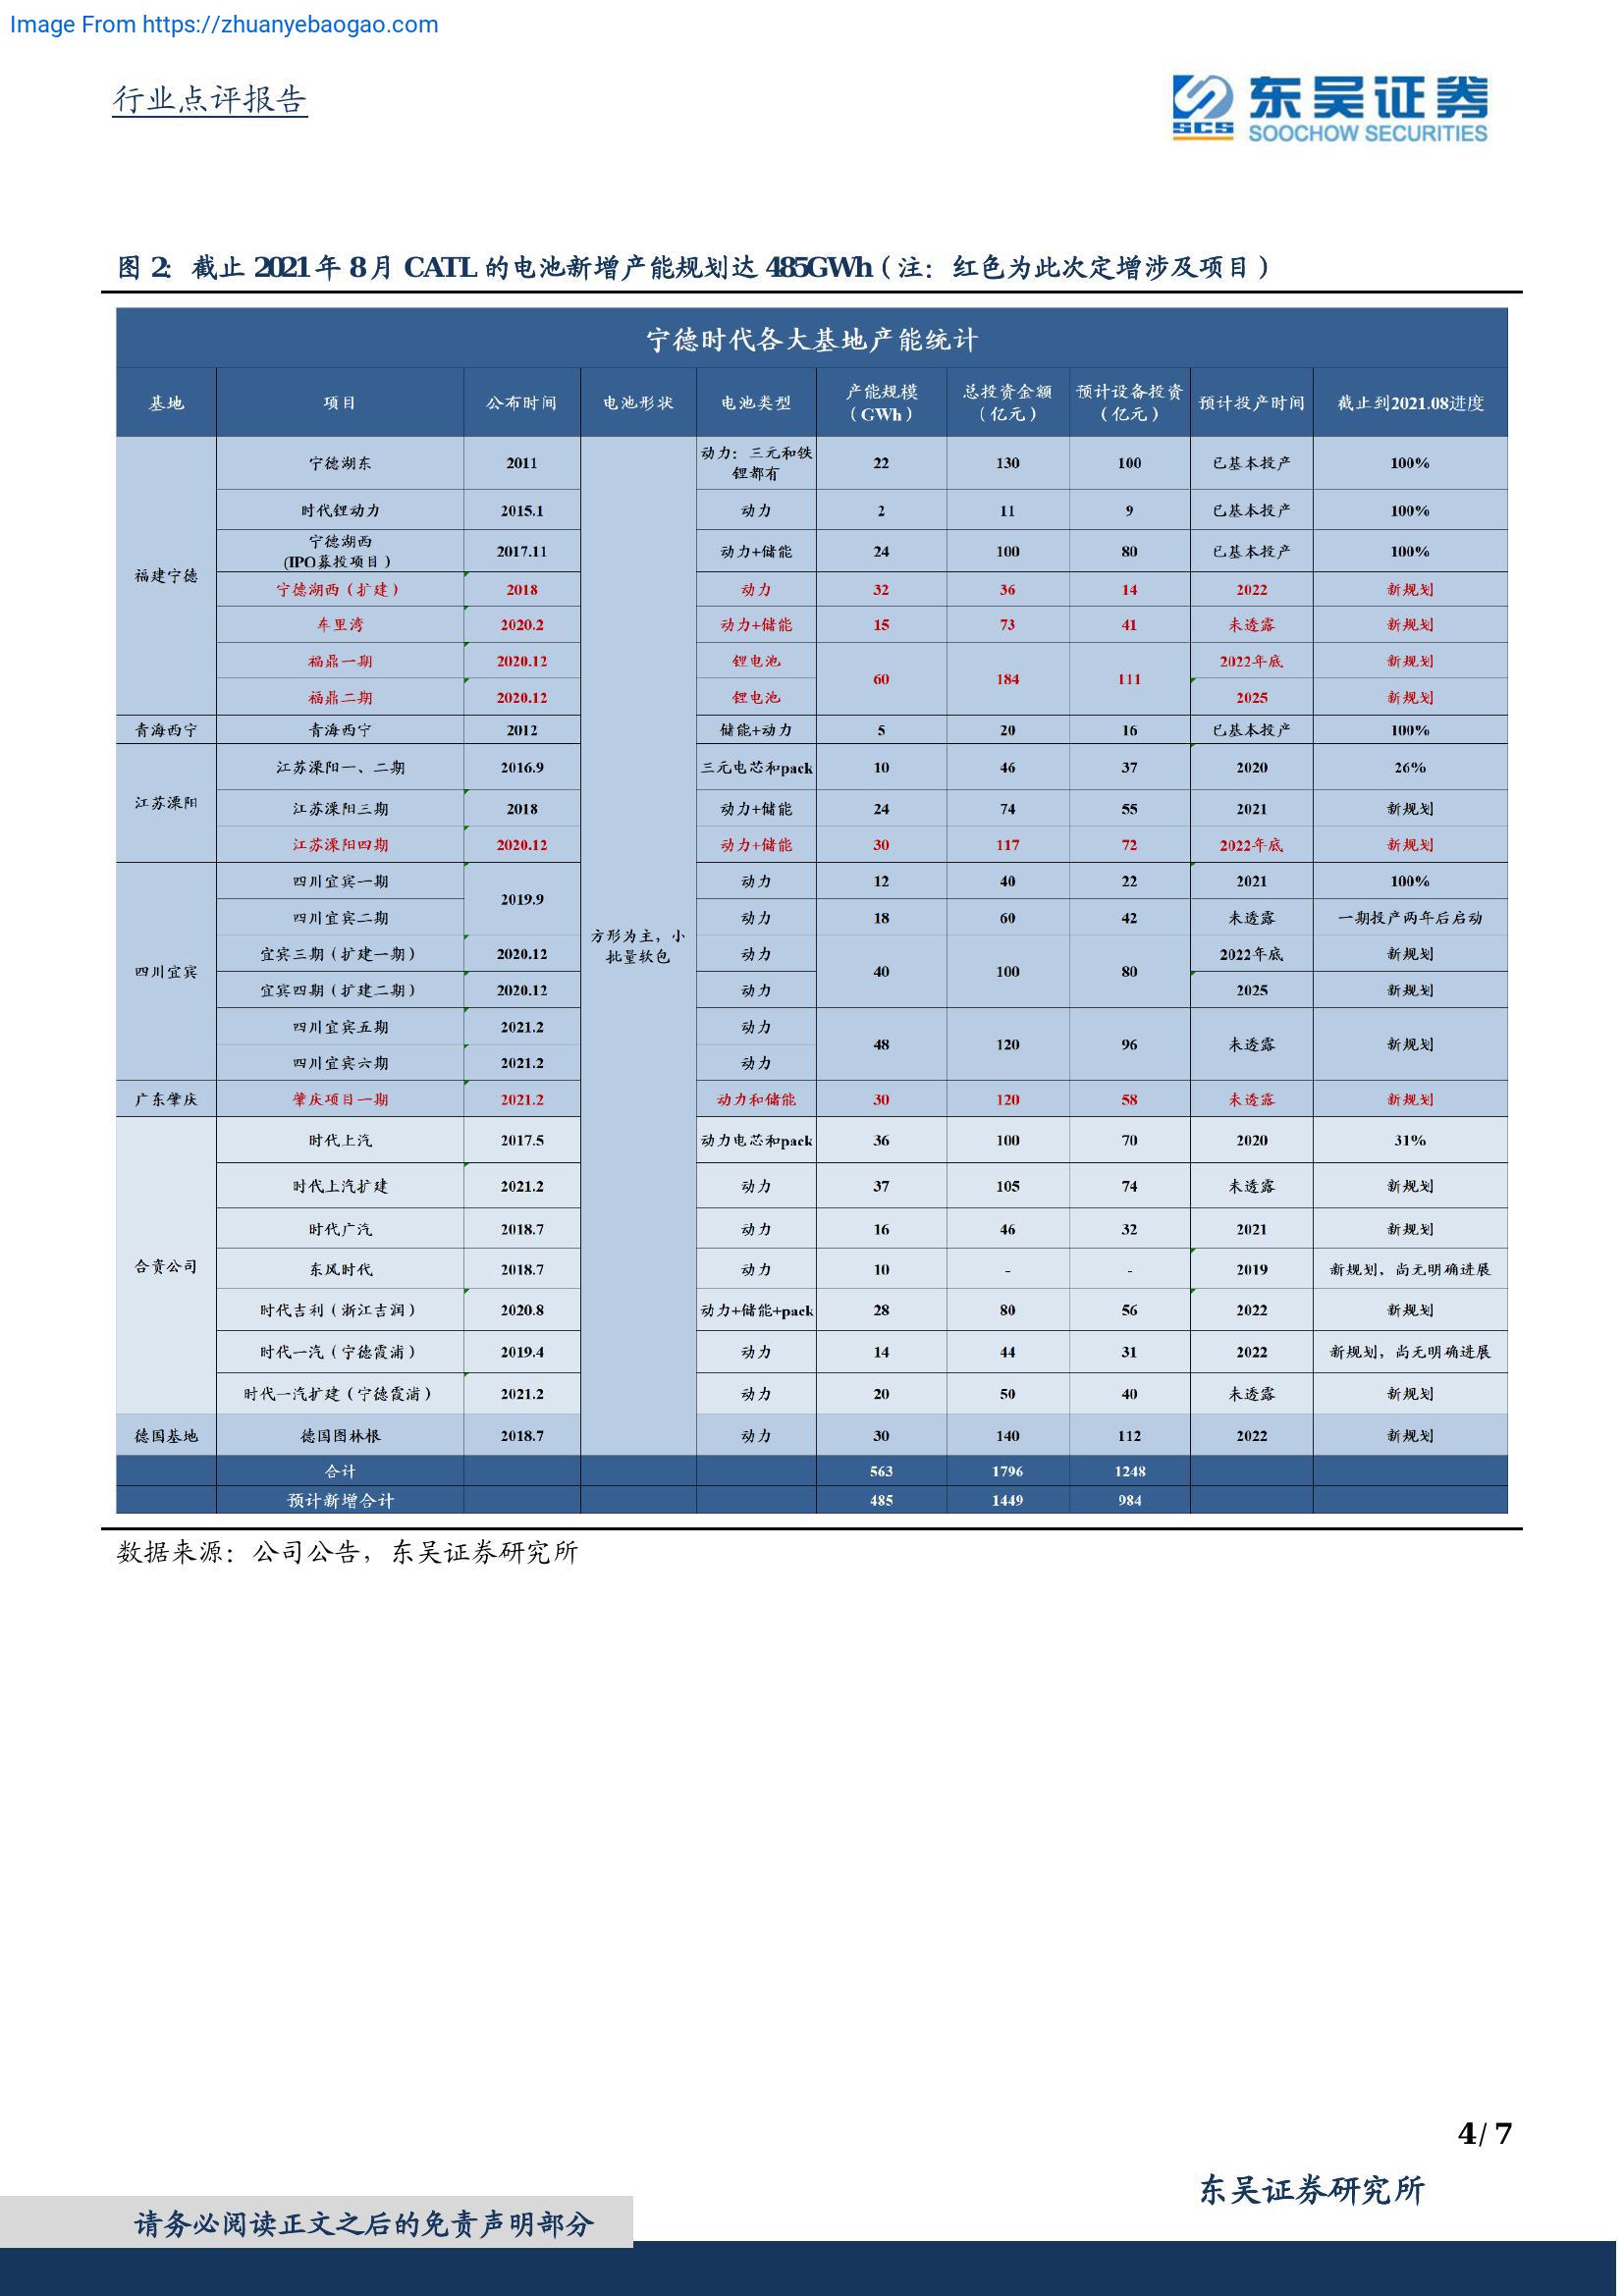 Image From https://zhuanyebaogao.com
行业点评报告
SCS 东吴证券
SOOCHOW SECURITIES
图 2: 截止 2021 年 8 月 CATL 的电池新增产能规划达 485GWh（注：红色为此次定增涉及项目）
宁德时代各大基地产能统计
基地 项目 公布时间 电池形状 电池类型 产能规模（GWh） 总投资金额（亿元） 预计设备投资（亿元） 预计投产时间 截止到2021.08进度
福建宁德 宁德湖东 2011 方形为主，小批量软包 动力：三元和铁锂都有 22 130 100 已基本投产 100%
时代锂动力 2015.1 动力 2 11 9 已基本投产 100%
宁德湖西(IPO募投项目) 2017.11 动力+储能 24 100 80 已基本投产 100%
宁德湖西（扩建） 2018 动力 32 36 14 2022 新规划
车里湾 2020.2 动力+储能 15 73 41 未透露 新规划
福鼎一期 2020.12 锂电池 60 184 111 2022年底 新规划
福鼎二期 2020.12 锂电池 2025 新规划
青海西宁 青海西宁 2012 储能+动力 5 20 16 已基本投产 100%
江苏溧阳 江苏溧阳一、二期 2016.9 三元电芯和pack 10 46 37 2020 26%
江苏溧阳三期 2018 动力+储能 24 74 55 2021 新规划
江苏溧阳四期 2020.12 动力+储能 30 117 72 2022年底 新规划
四川宜宾 四川宜宾一期 2019.9 动力 12 40 22 2021 100%
四川宜宾二期 动力 18 60 42 未透露 一期投产两年后启动
宜宾三期（扩建一期） 2020.12 动力 40 100 80 2022年底 新规划
宜宾四期（扩建二期） 2020.12 动力 2025 新规划
四川宜宾五期 2021.2 动力 48 120 96 未透露 新规划
四川宜宾六期 2021.2 动力
广东肇庆 肇庆项目一期 2021.2 动力和储能 30 120 58 未透露 新规划
合资公司 时代上汽 2017.5 动力电芯和pack 36 100 70 2020 31%
时代上汽扩建 2021.2 动力 37 105 74 未透露 新规划
时代广汽 2018.7 动力 16 46 32 2021 新规划
东风时代 2018.7 动力 10 - - 2019 新规划，尚无明确进展
时代吉利（浙江吉润） 2020.8 动力+储能+pack 28 80 56 2022 新规划
时代一汽（宁德霞浦） 2019.4 动力 14 44 31 2022 新规划，尚无明确进展
时代一汽扩建（宁德霞浦） 2021.2 动力 20 50 40 未透露 新规划
德国基地 德国图林根 2018.7 动力 30 140 112 2022 新规划
合计 563 1796 1248
预计新增合计 485 1449 984
数据来源：公司公告，东吴证券研究所
4 / 7
东吴证券研究所
请务必阅读正文之后的免责声明部分